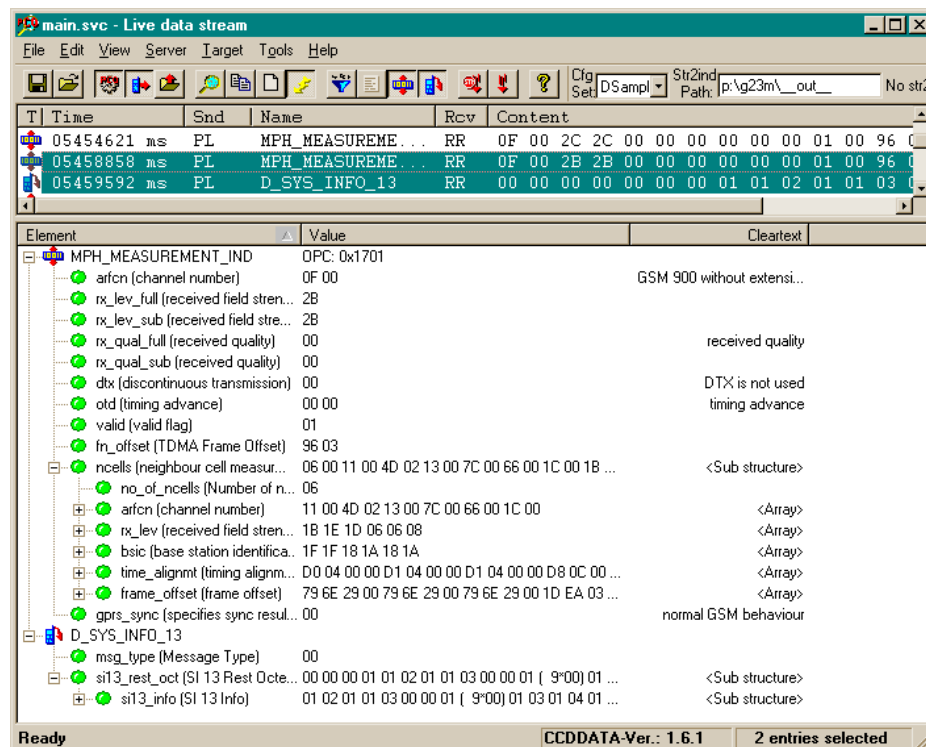 main.svc - Live data stream
File Edit View Server Target Tools Help
Cfg Set: DSampl Str2ind Path: p:\g23m\__out__ No str2
T Time Snd Name Rcv Content
05454621 ms PL MPH_MEASUREME... RR 0F 00 2C 2C 00 00 00 00 00 00 01 00 96
05458858 ms PL MPH_MEASUREME... RR 0F 00 2B 2B 00 00 00 00 00 00 01 00 96
05459592 ms PL D_SYS_INFO_13 RR 00 00 00 00 00 00 00 01 01 02 01 01 03
Element Value Cleartext
MPH_MEASUREMENT_IND OPC: 0x1701
arfcn (channel number) 0F 00 GSM 900 without extensi...
rx_lev_full (received field stren... 2B
rx_lev_sub (received field stre... 2B
rx_qual_full (received quality) 00 received quality
rx_qual_sub (received quality) 00
dtx (discontinuous transmission) 00 DTX is not used
otd (timing advance) 00 00 timing advance
valid (valid flag) 01
fn_offset (TDMA Frame Offset) 96 03
ncells (neighbour cell measur... 06 00 11 00 4D 02 13 00 7C 00 66 00 1C 00 1B ... <Sub structure>
no_of_ncells (Number of n... 06
arfcn (channel number) 11 00 4D 02 13 00 7C 00 66 00 1C 00 <Array>
rx_lev (received field stren... 1B 1E 1D 06 06 08 <Array>
bsic (base station identifica... 1F 1F 18 1A 18 1A <Array>
time_alignmt (timing alignm... D0 04 00 00 D1 04 00 00 D1 04 00 00 D8 0C 00 ... <Array>
frame_offset (frame offset) 79 6E 29 00 79 6E 29 00 79 6E 29 00 1D EA 03 ... <Array>
gprs_sync (specifies sync resul... 00 normal GSM behaviour
D_SYS_INFO_13
msg_type (Message Type) 00
si13_rest_oct (SI 13 Rest Octe... 00 00 00 01 01 02 01 01 03 00 00 01 ( 9*00) 01 ... <Sub structure>
si13_info (SI 13 Info) 01 02 01 01 03 00 00 01 ( 9*00) 01 03 01 04 01 ... <Sub structure>
Ready CCDDATA-Ver.: 1.6.1 2 entries selected